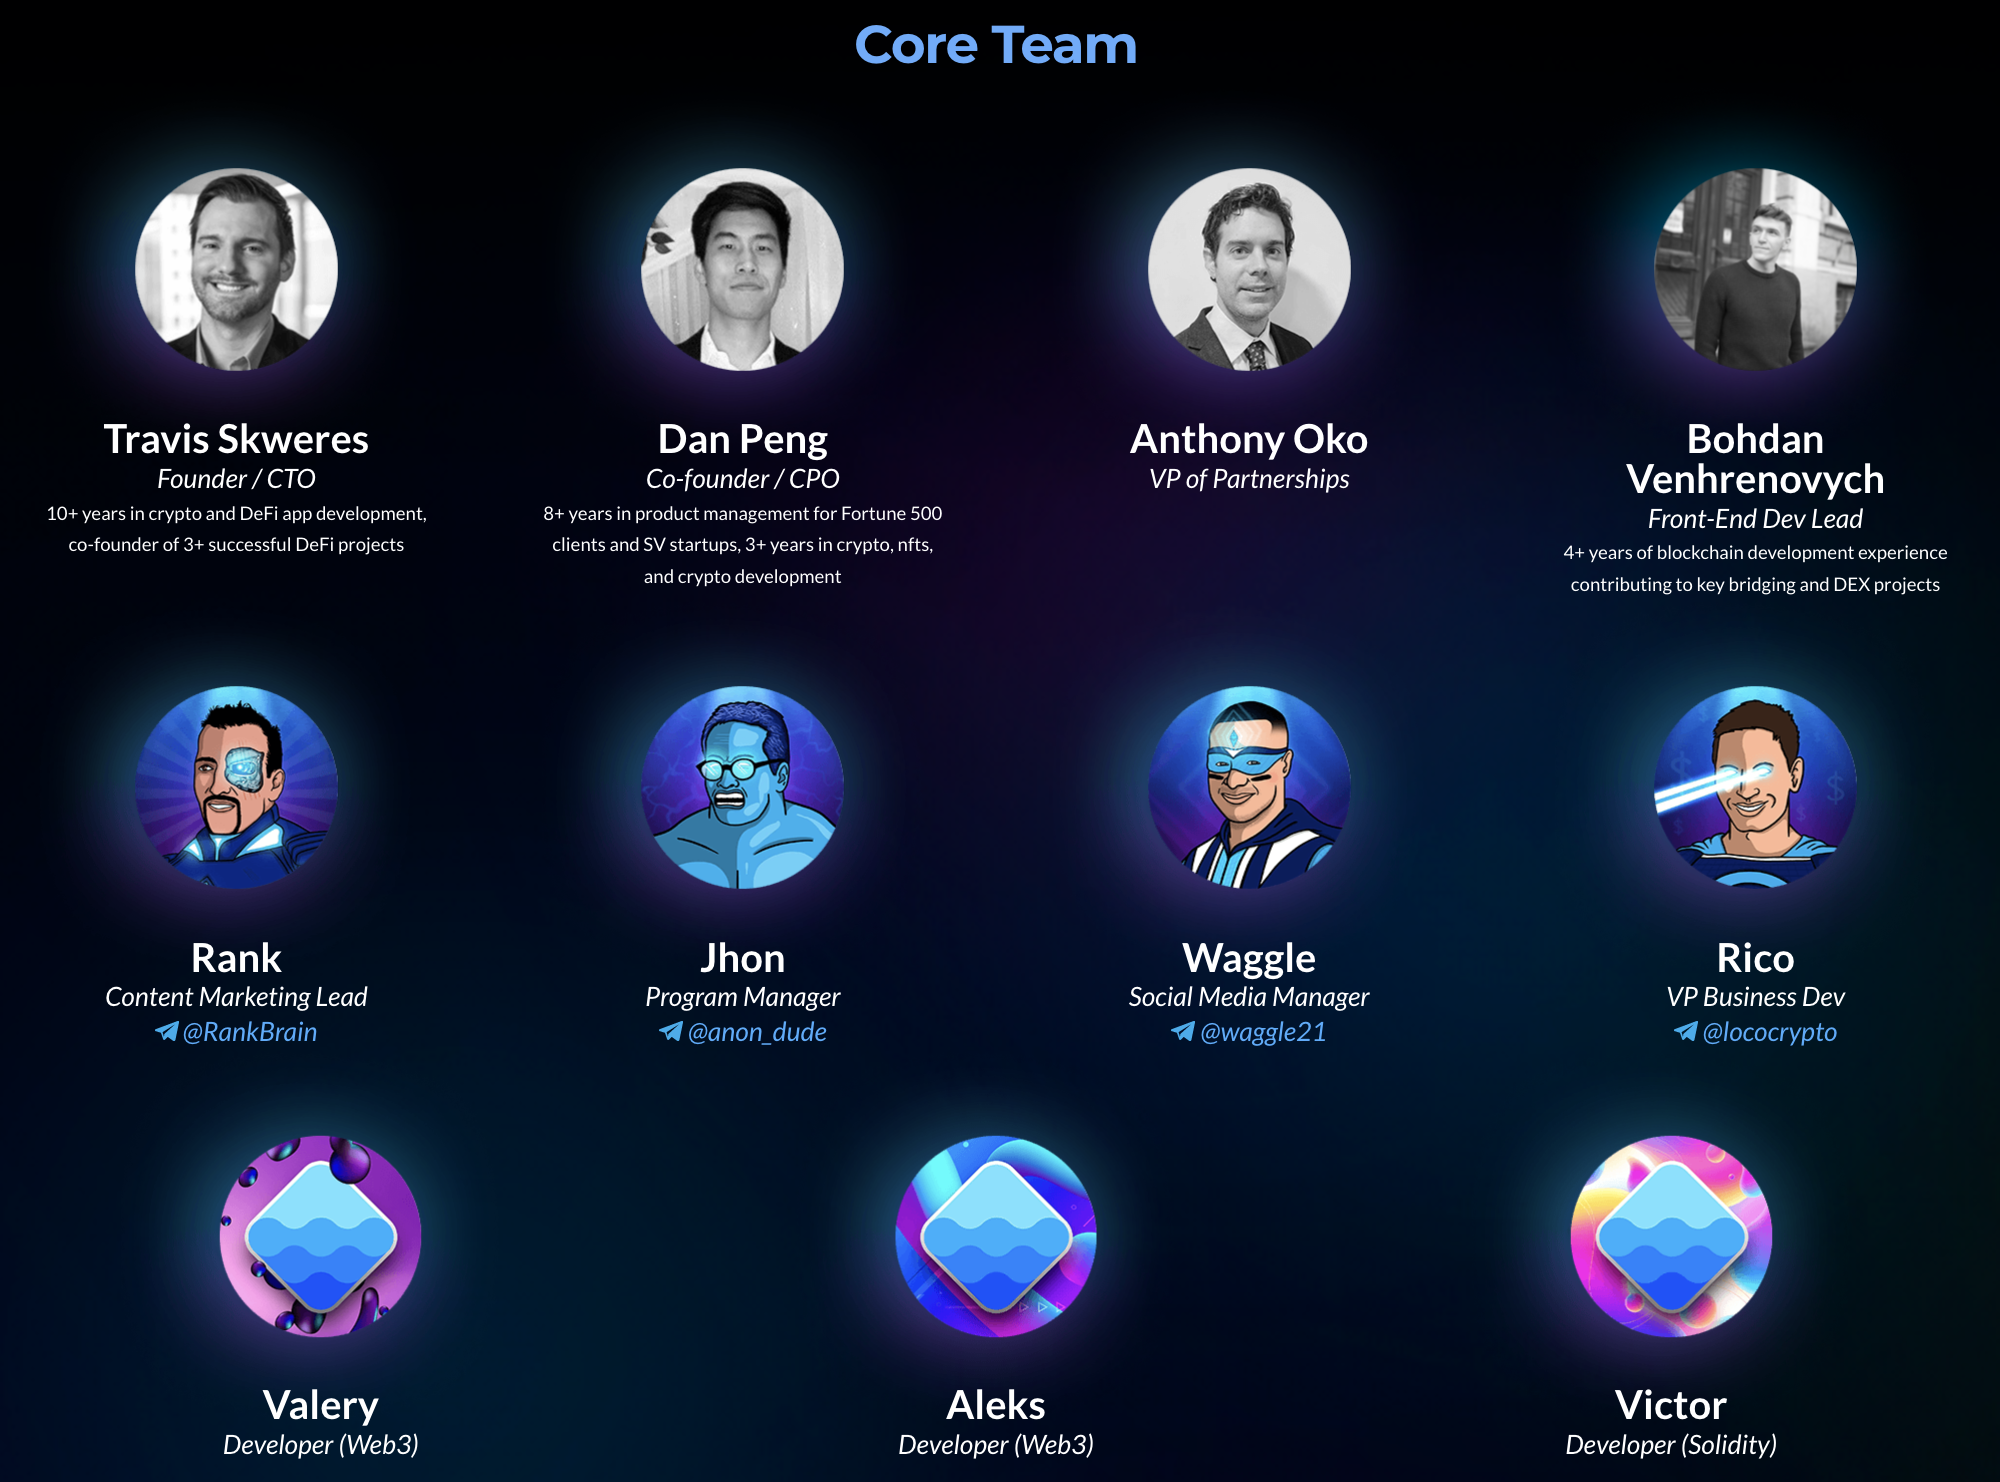 Core Team
Travis Skweres
Founder / CTO
10+ years in crypto and DeFi app development,
co-founder of 3+ successful DeFi projects
Dan Peng
Co-founder / CPO
8+ years in product management for Fortune 500
clients and SV startups, 3+ years in crypto, nfts,
and crypto development
Anthony Oko
VP of Partnerships
Bohdan
Venhrenovych
Front-End Dev Lead
4+ years of blockchain development experience
contributing to key bridging and DEX projects
Rank
Content Marketing Lead
@RankBrain
Jhon
Program Manager
@anon_dude
Waggle
Social Media Manager
@waggle21
Rico
VP Business Dev
@lococrypto
Valery
Developer (Web3)
Aleks
Developer (Web3)
Victor
Developer (Solidity)